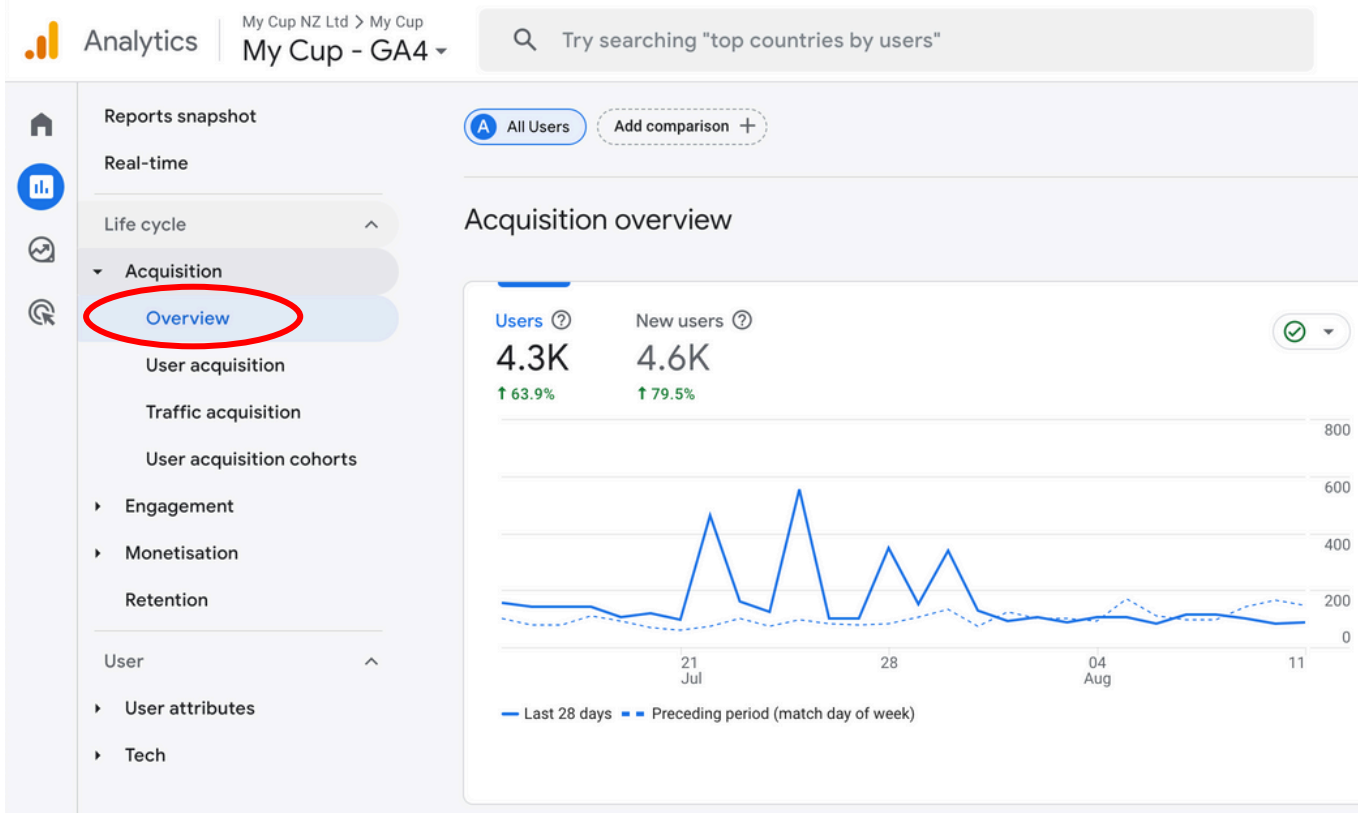 Analytics
My Cup NZ Ltd > My Cup
My Cup - GA4
Try searching "top countries by users"
Reports snapshot
Real-time
Life cycle
Acquisition
Overview
User acquisition
Traffic acquisition
User acquisition cohorts
Engagement
Monetisation
Retention
User
User attributes
Tech
A All Users
Add comparison +
Acquisition overview
Users ?
4.3K
↑ 63.9%
New users ?
4.6K
↑ 79.5%
800
600
400
200
0
21
Jul
28
04
Aug
11
Last 28 days
Preceding period (match day of week)